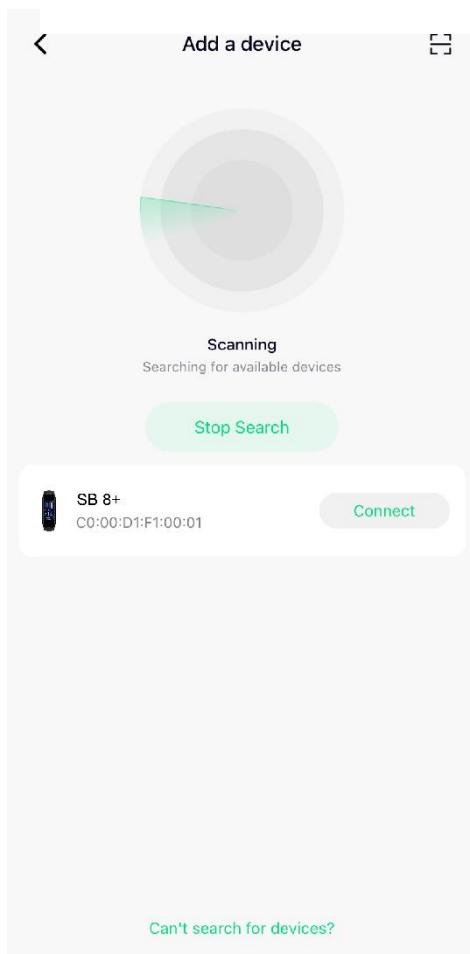 Add a device
Scanning
Searching for available devices
Stop Search
SB 8+
C0:00:D1:F1:00:01
Connect
Can't search for devices?